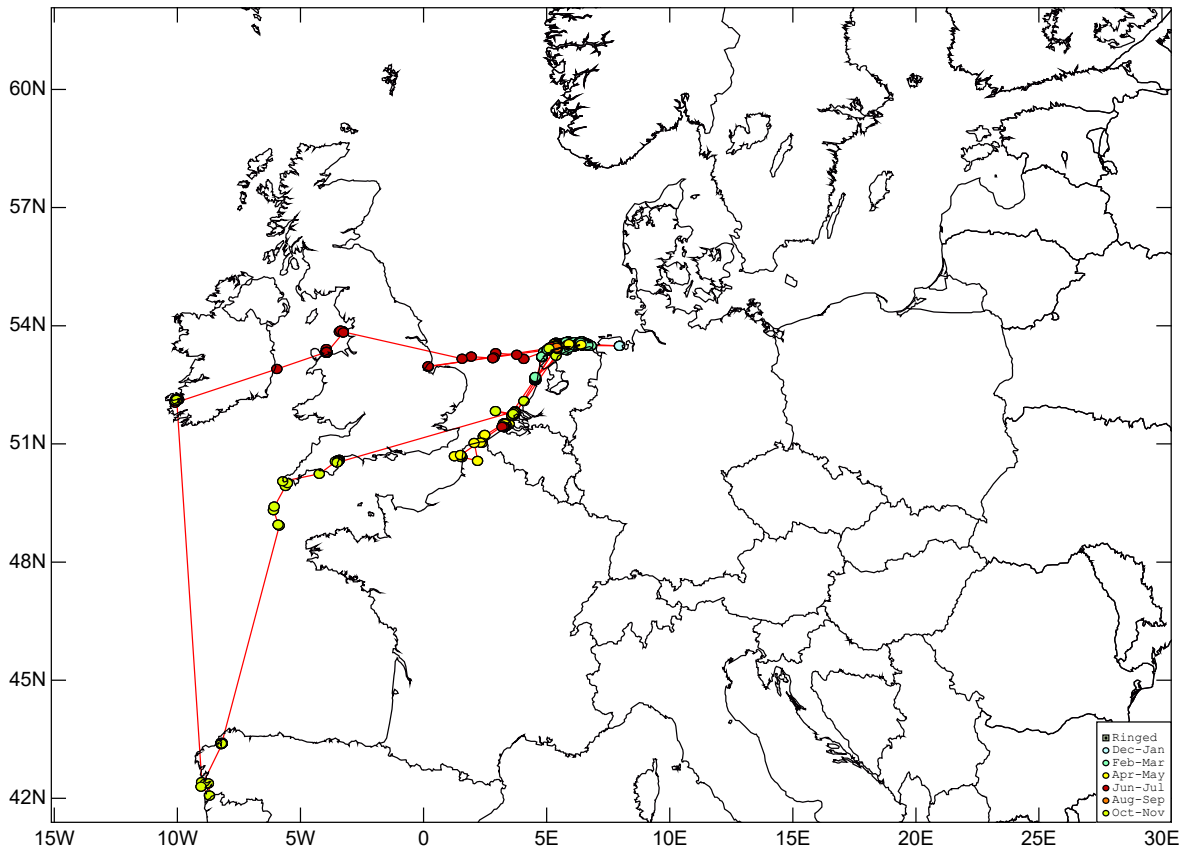 60N
57N
54N
51N
48N
45N
42N
15W 10W 5W 0 5E 10E 15E 20E 25E 30E
Ringed
Dec-Jan
Feb-Mar
Apr-May
Jun-Jul
Aug-Sep
Oct-Nov